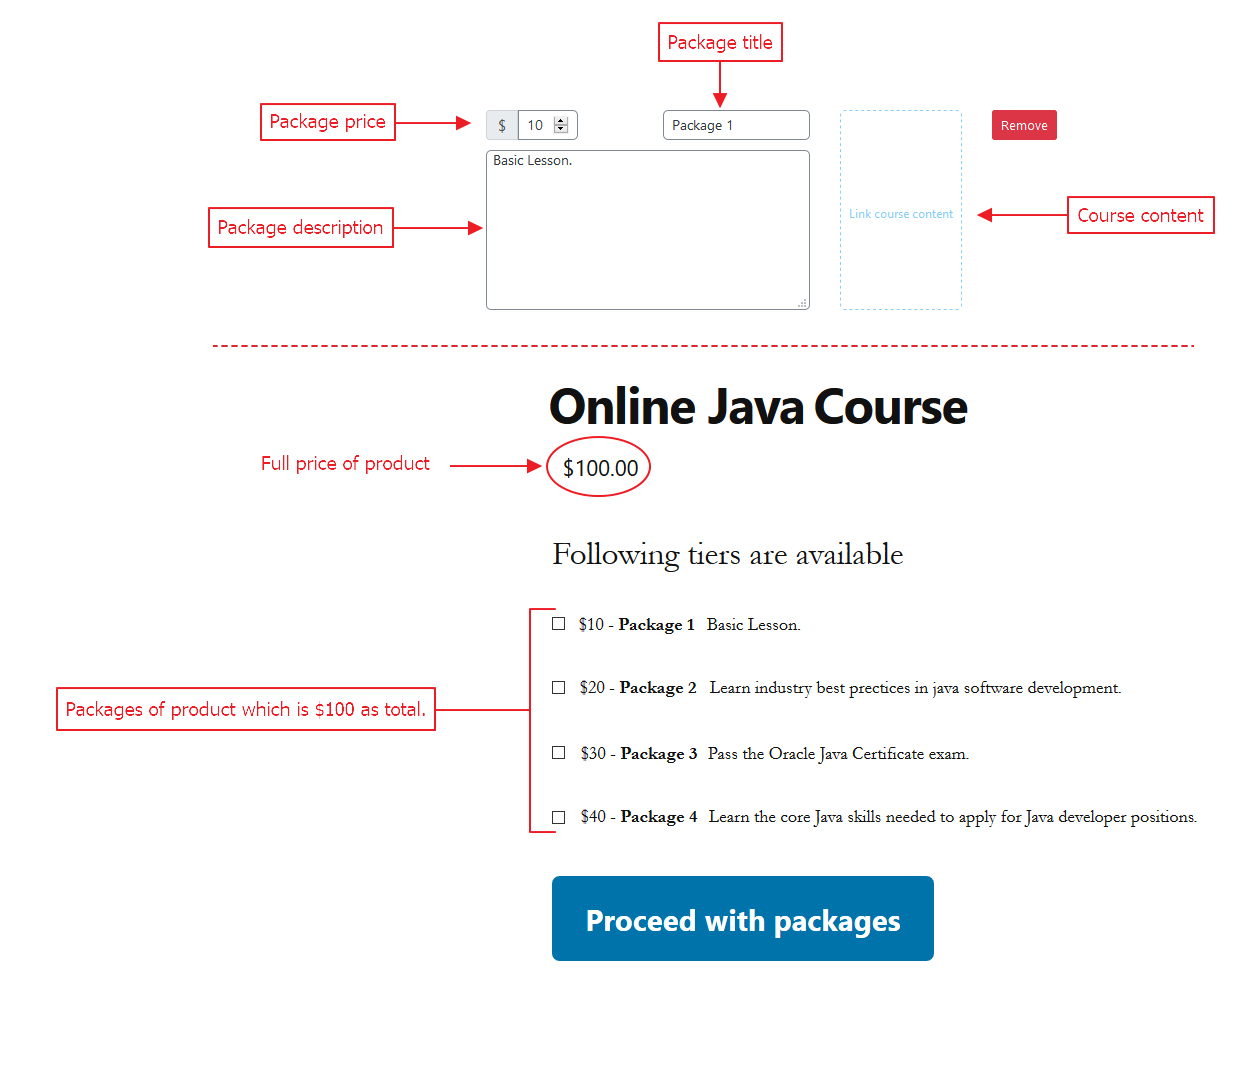 Package title
Package price
$ 10
Package 1
Remove
Basic Lesson.
Package description
Link course content
Course content
Online Java Course
Full price of product
$100.00
Following tiers are available
$10 - Package 1 Basic Lesson.
$20 - Package 2 Learn industry best prectices in java software development.
Packages of product which is $100 as total.
$30 - Package 3 Pass the Oracle Java Certificate exam.
$40 - Package 4 Learn the core Java skills needed to apply for Java developer positions.
Proceed with packages